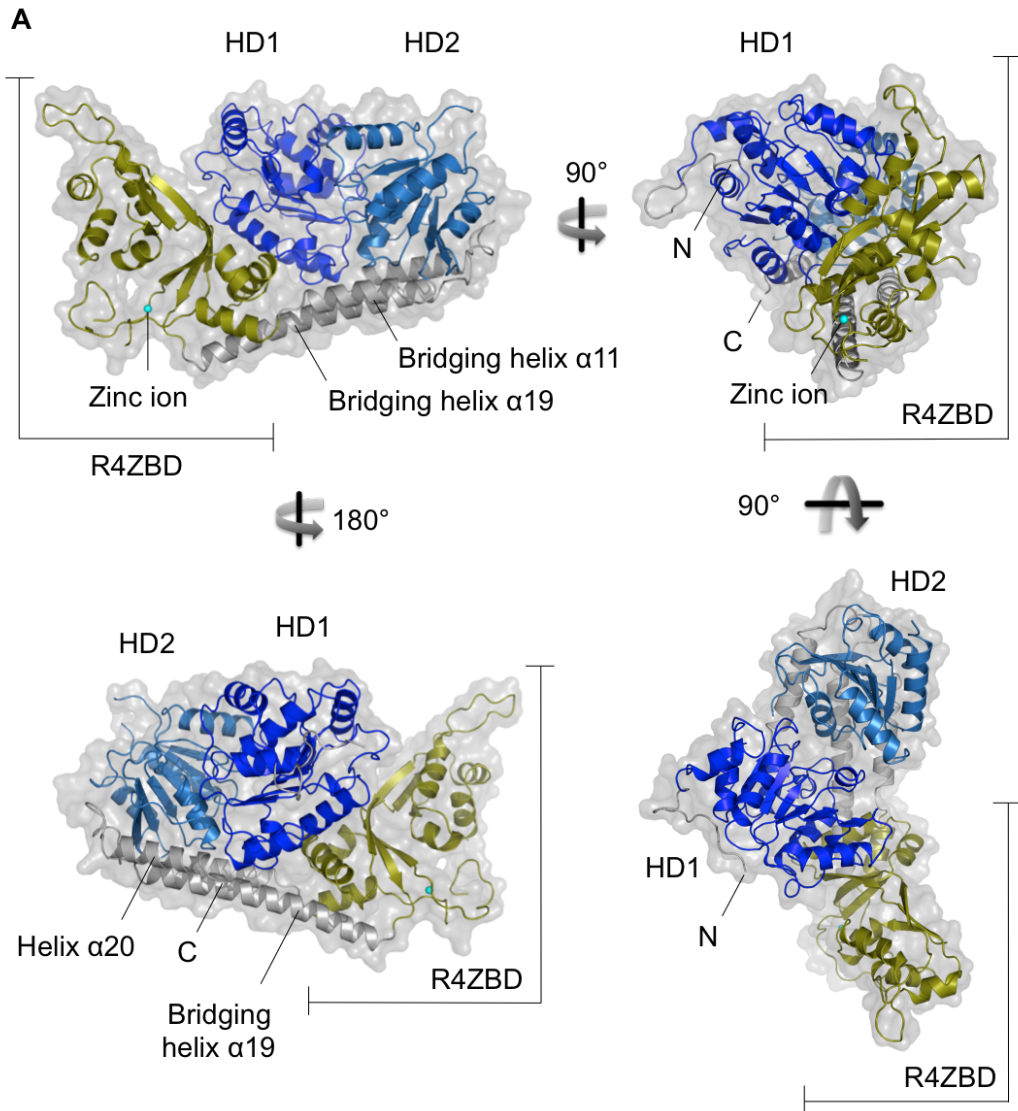 A
HD1
HD2
Bridging helix α11
Bridging helix α19
Zinc ion
R4ZBD
90°
HD1
N
C
Zinc ion
R4ZBD
180°
90°
HD2
HD1
Helix α20
C
Bridging
helix α19
R4ZBD
HD2
HD1
N
R4ZBD